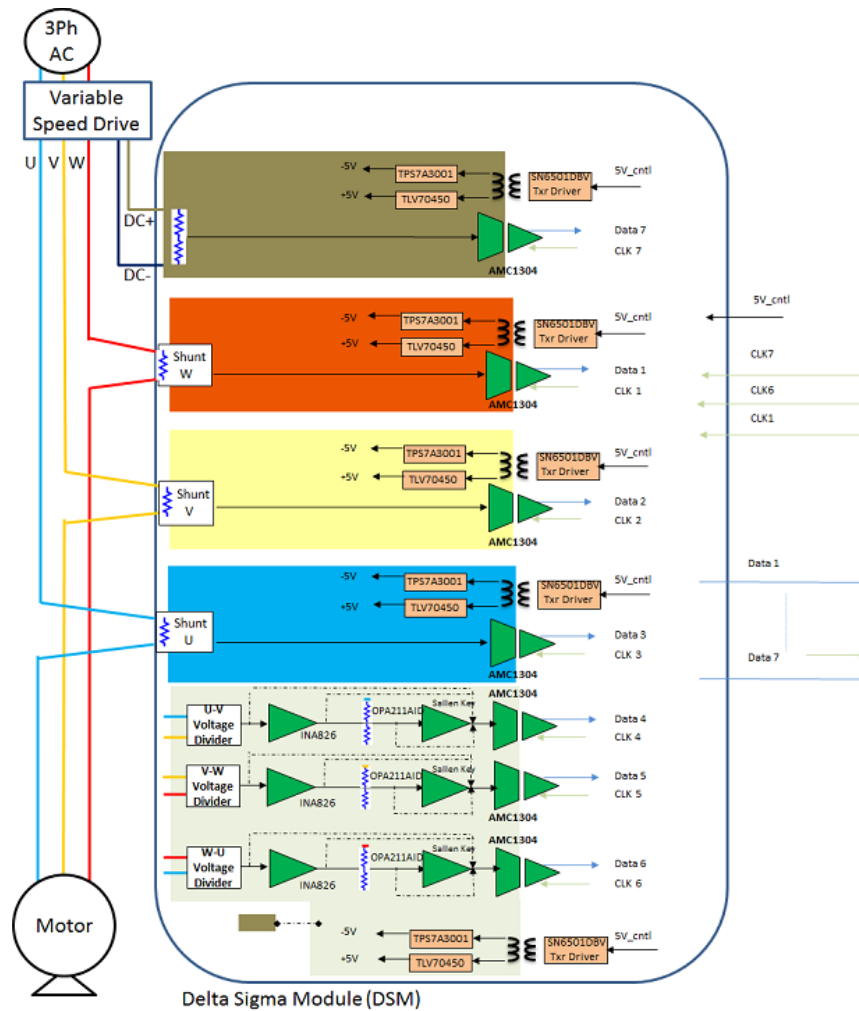 3Ph
AC
Variable
Speed Drive
U V W
DC+
DC-
-5V
TPS7A3001
SN6501DBV
Txr Driver
5V_cntl
+5V
TLV70450
Data 7
CLK 7
AMC1304
5V_cntl
CLK7
CLK6
CLK1
-5V
TPS7A3001
SN6501DBV
Txr Driver
5V_cntl
+5V
TLV70450
Shunt
W
Data 1
CLK 1
AMC1304
-5V
TPS7A3001
SN6501DBV
Txr Driver
5V_cntl
+5V
TLV70450
Shunt
V
Data 2
CLK 2
AMC1304
Data 1
Data 7
-5V
TPS7A3001
SN6501DBV
Txr Driver
5V_cntl
+5V
TLV70450
Shunt
U
Data 3
CLK 3
AMC1304
U-V
Voltage
Divider
INA826
OPA211AID
Sallen Key
AMC1304
Data 4
CLK 4
V-W
Voltage
Divider
INA826
OPA211AID
Sallen Key
Data 5
CLK 5
AMC1304
W-U
Voltage
Divider
INA826
OPA211AID
Sallen Key
AMC1304
Data 6
CLK 6
-5V
TPS7A3001
SN6501DBV
Txr Driver
5V_cntl
+5V
TLV70450
Motor
Delta Sigma Module (DSM)